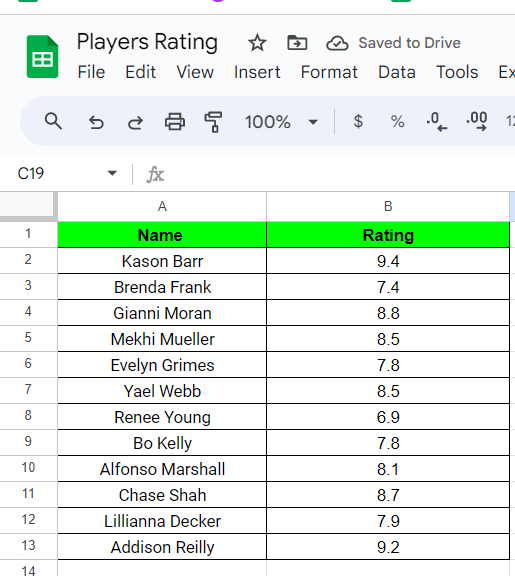 Players Rating Saved to Drive
File Edit View Insert Format Data Tools Ex
100% $ % .0 .00 12
C19 fx
A B
1 Name Rating
2 Kason Barr 9.4
3 Brenda Frank 7.4
4 Gianni Moran 8.8
5 Mekhi Mueller 8.5
6 Evelyn Grimes 7.8
7 Yael Webb 8.5
8 Renee Young 6.9
9 Bo Kelly 7.8
10 Alfonso Marshall 8.1
11 Chase Shah 8.7
12 Lillianna Decker 7.9
13 Addison Reilly 9.2
14